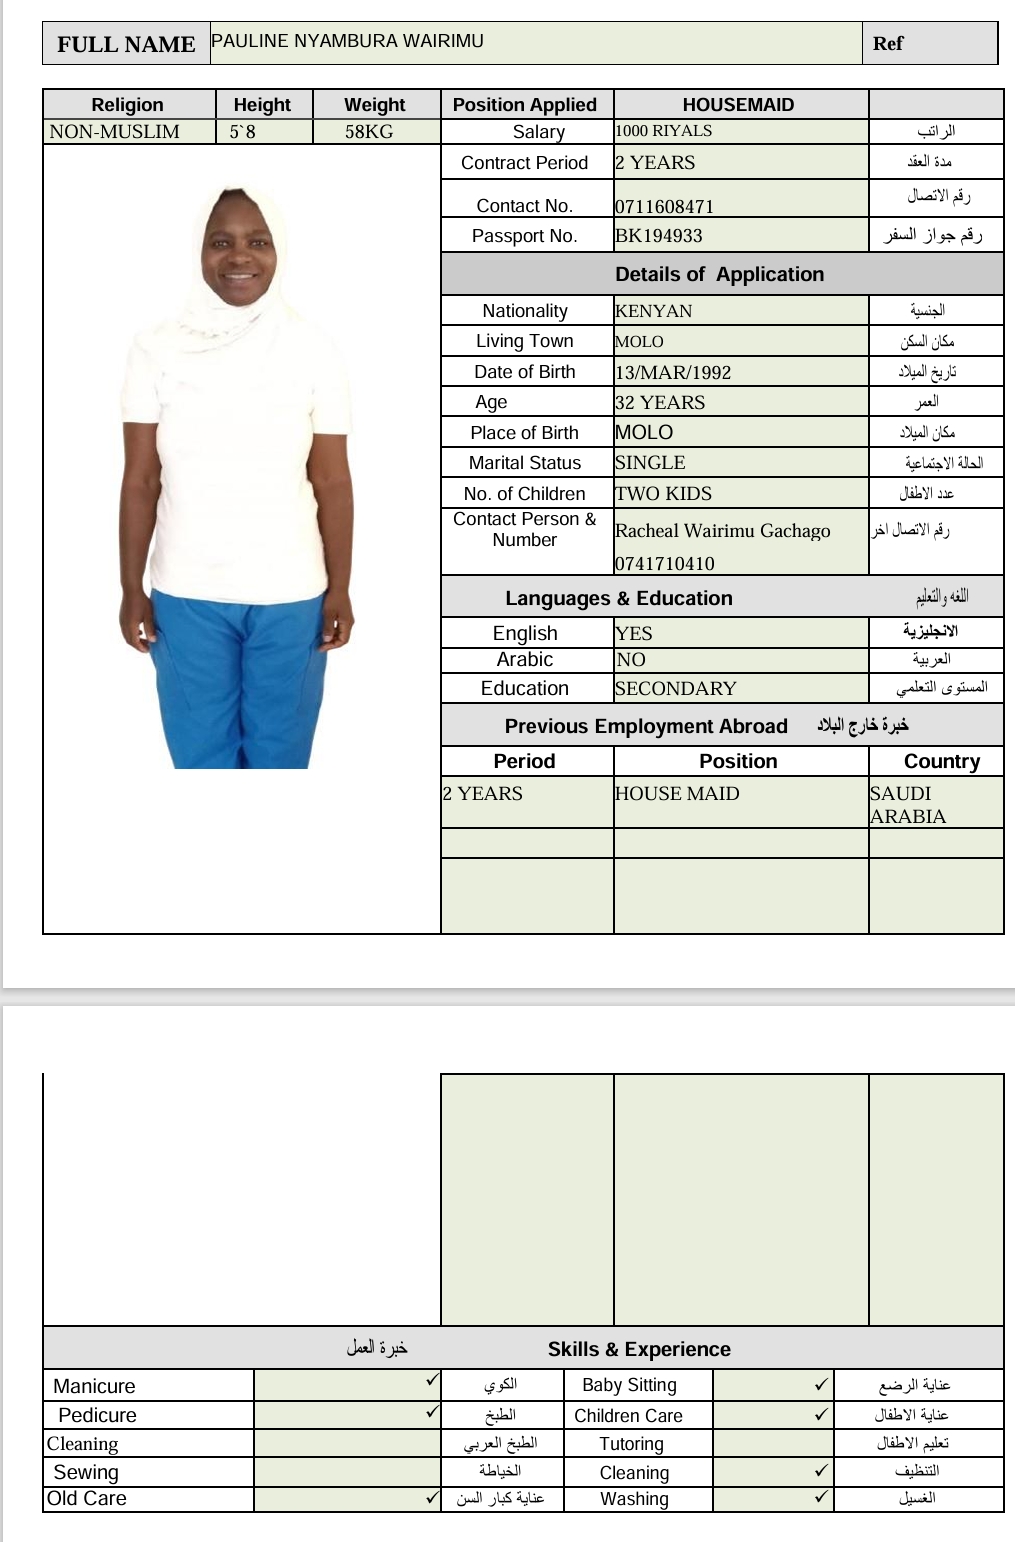 FULL NAME PAULINE NYAMBURA WAIRIMU Ref
Religion Height Weight Position Applied HOUSEMAID
NON-MUSLIM 5`8 58KG Salary 1000 RIYALS الراتب
Contract Period 2 YEARS مدة العقد
Contact No. 0711608471 رقم الاتصال
Passport No. BK194933 رقم جواز السفر
Details of Application
Nationality KENYAN الجنسية
Living Town MOLO مكان السكن
Date of Birth 13/MAR/1992 تاريخ الميلاد
Age 32 YEARS العمر
Place of Birth MOLO مكان الميلاد
Marital Status SINGLE الحالة الاجتماعية
No. of Children TWO KIDS عدد الاطفال
Contact Person &
Number Racheal Wairimu Gachago رقم الاتصال اخر
0741710410
Languages & Education اللغه والتعليم
English YES الانجليزية
Arabic NO العربية
Education SECONDARY المستوى التعلمي
Previous Employment Abroad خبرة خارج البلاد
Period Position Country
2 YEARS HOUSE MAID SAUDI
ARABIA
خبرة العمل Skills & Experience
Manicure ✓ الكوي Baby Sitting ✓ عناية الرضع
Pedicure ✓ الطبخ Children Care ✓ عناية الاطفال
Cleaning الطبخ العربي Tutoring تعليم الاطفال
Sewing الخياطة Cleaning ✓ التنظيف
Old Care ✓ عناية كبار السن Washing ✓ الغسيل